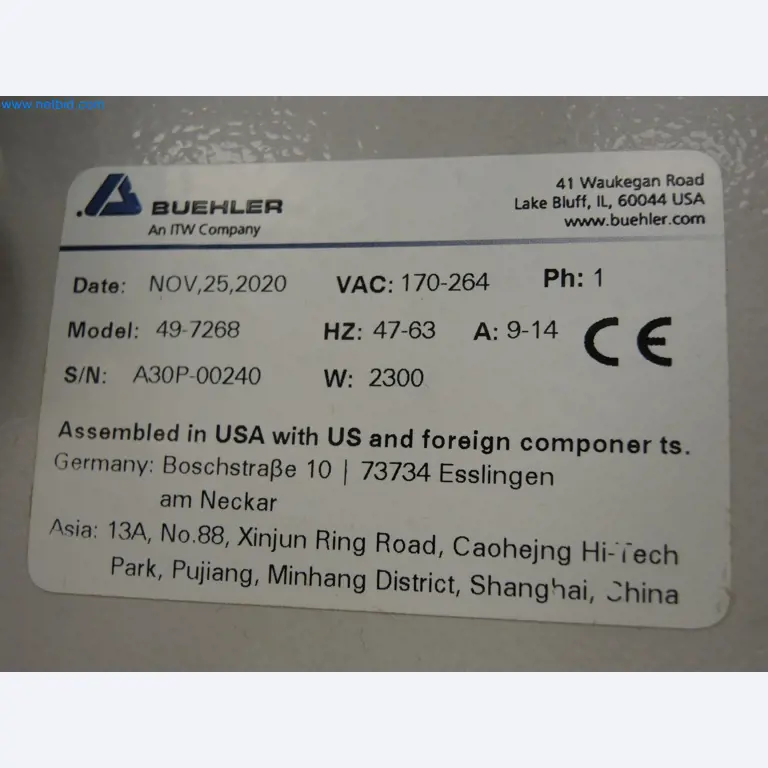 www.netbid.com
BUEHLER
An ITW Company
41 Waukegan Road
Lake Bluff, IL, 60044 USA
www.buehler.com
Date: NOV,25,2020 VAC: 170-264 Ph: 1
Model: 49-7268 HZ: 47-63 A: 9-14 CE
S/N: A30P-00240 W: 2300
Assembled in USA with US and foreign componer ts.
Germany: Boschstraße 10 | 73734 Esslingen
am Neckar
Asia: 13A, No.88, Xinjun Ring Road, Caohejng Hi-Tech
Park, Pujiang, Minhang District, Shanghai, China